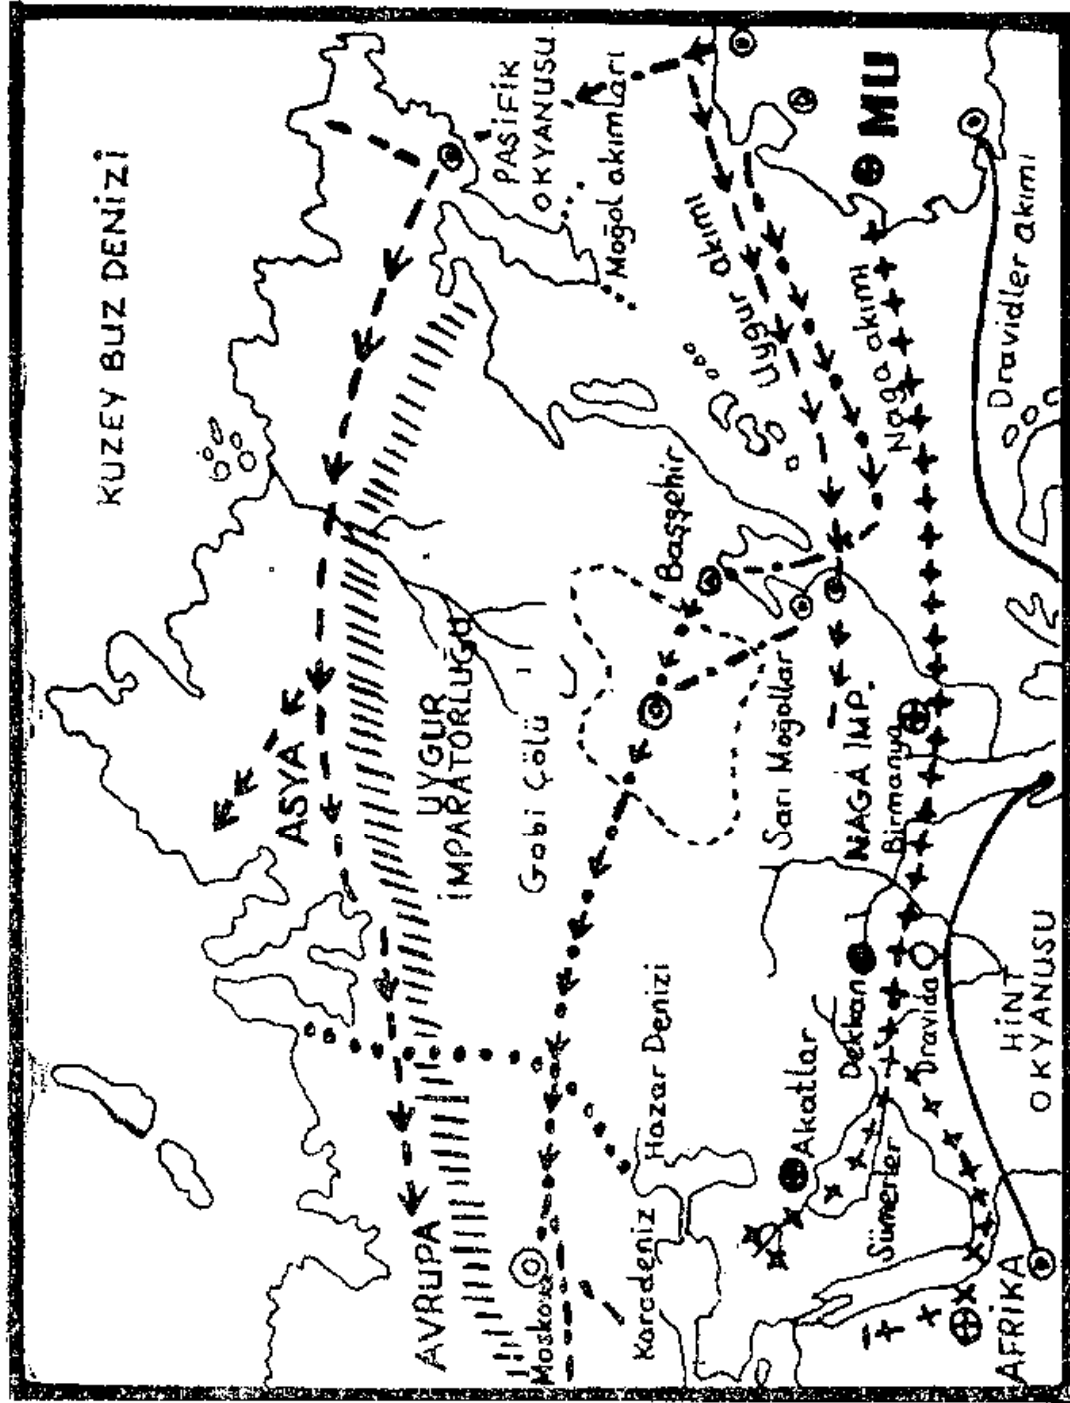 KUZEY BUZ DENİZİ
PASİFİK
OKYANUSU
Moğol akımları
MU
Uygur akımı
Naga akımı
Dravidler akımı
Başşehir
ASYA
UYGUR
İMPARATORLUĞU
Gobi Çölü
Sarı Moğollar
NAGA İMP.
Birmanya
AVRUPA
Moskova
Karadeniz
Hazar Denizi
Akatlar
Dekkan
Sümerler
Dravida
HİNT
OKYANUSU
AFRİKA